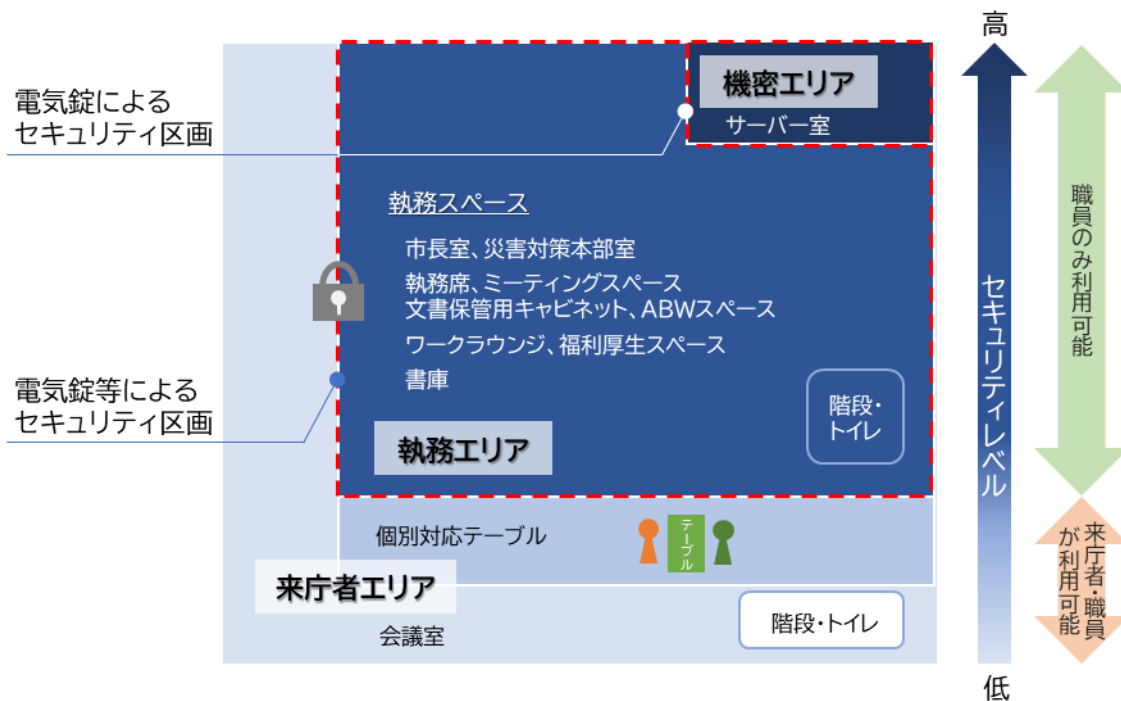 高
電気錠による
セキュリティ区画
機密エリア
サーバー室
執務スペース
市長室、災害対策本部室
執務席、ミーティングスペース
文書保管用キャビネット、ABWスペース
ワークラウンジ、福利厚生スペース
書庫
電気錠等による
セキュリティ区画
階段・
トイレ
執務エリア
個別対応テーブル
テーブル
来庁者エリア
会議室
階段・トイレ
セキュリティレベル
職員のみ利用可能
来庁者・職員
が利用可能
低